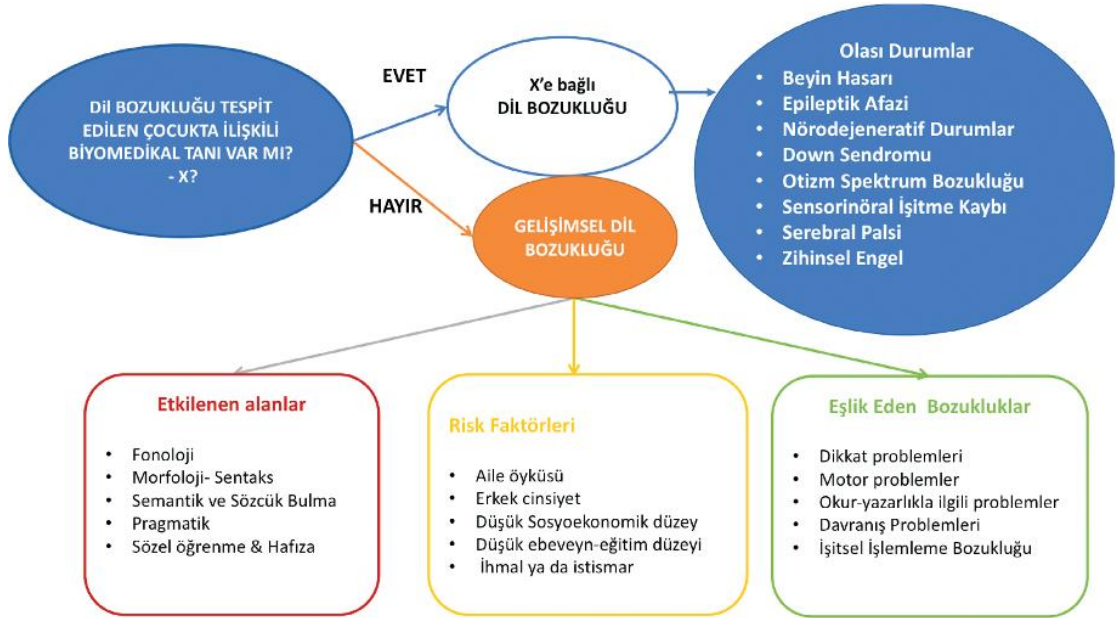 Dil BOZUKLUĞU TESPİT
EDİLEN ÇOCUKTA İLİŞKİLİ
BİYOMEDİKAL TANI VAR MI?
- X?
EVET
HAYIR
X'e bağlı
DİL BOZUKLUĞU
GELİŞİMSEL DİL
BOZUKLUĞU
Olası Durumlar
• Beyin Hasarı
• Epileptik Afazi
• Nörodejeneratif Durumlar
• Down Sendromu
• Otizm Spektrum Bozukluğu
• Sensorinöral İşitme Kaybı
• Serebral Palsi
• Zihinsel Engel
Etkilenen alanlar
• Fonoloji
• Morfoloji- Sentaks
• Semantik ve Sözcük Bulma
• Pragmatik
• Sözel öğrenme & Hafıza
Risk Faktörleri
• Aile öyküsü
• Erkek cinsiyet
• Düşük Sosyoekonomik düzey
• Düşük ebeveyn-eğitim düzeyi
• İhmal ya da istismar
Eşlik Eden Bozukluklar
• Dikkat problemleri
• Motor problemler
• Okur-yazarlıkla ilgili problemler
• Davranış Problemleri
• İşitsel İşlemleme Bozukluğu